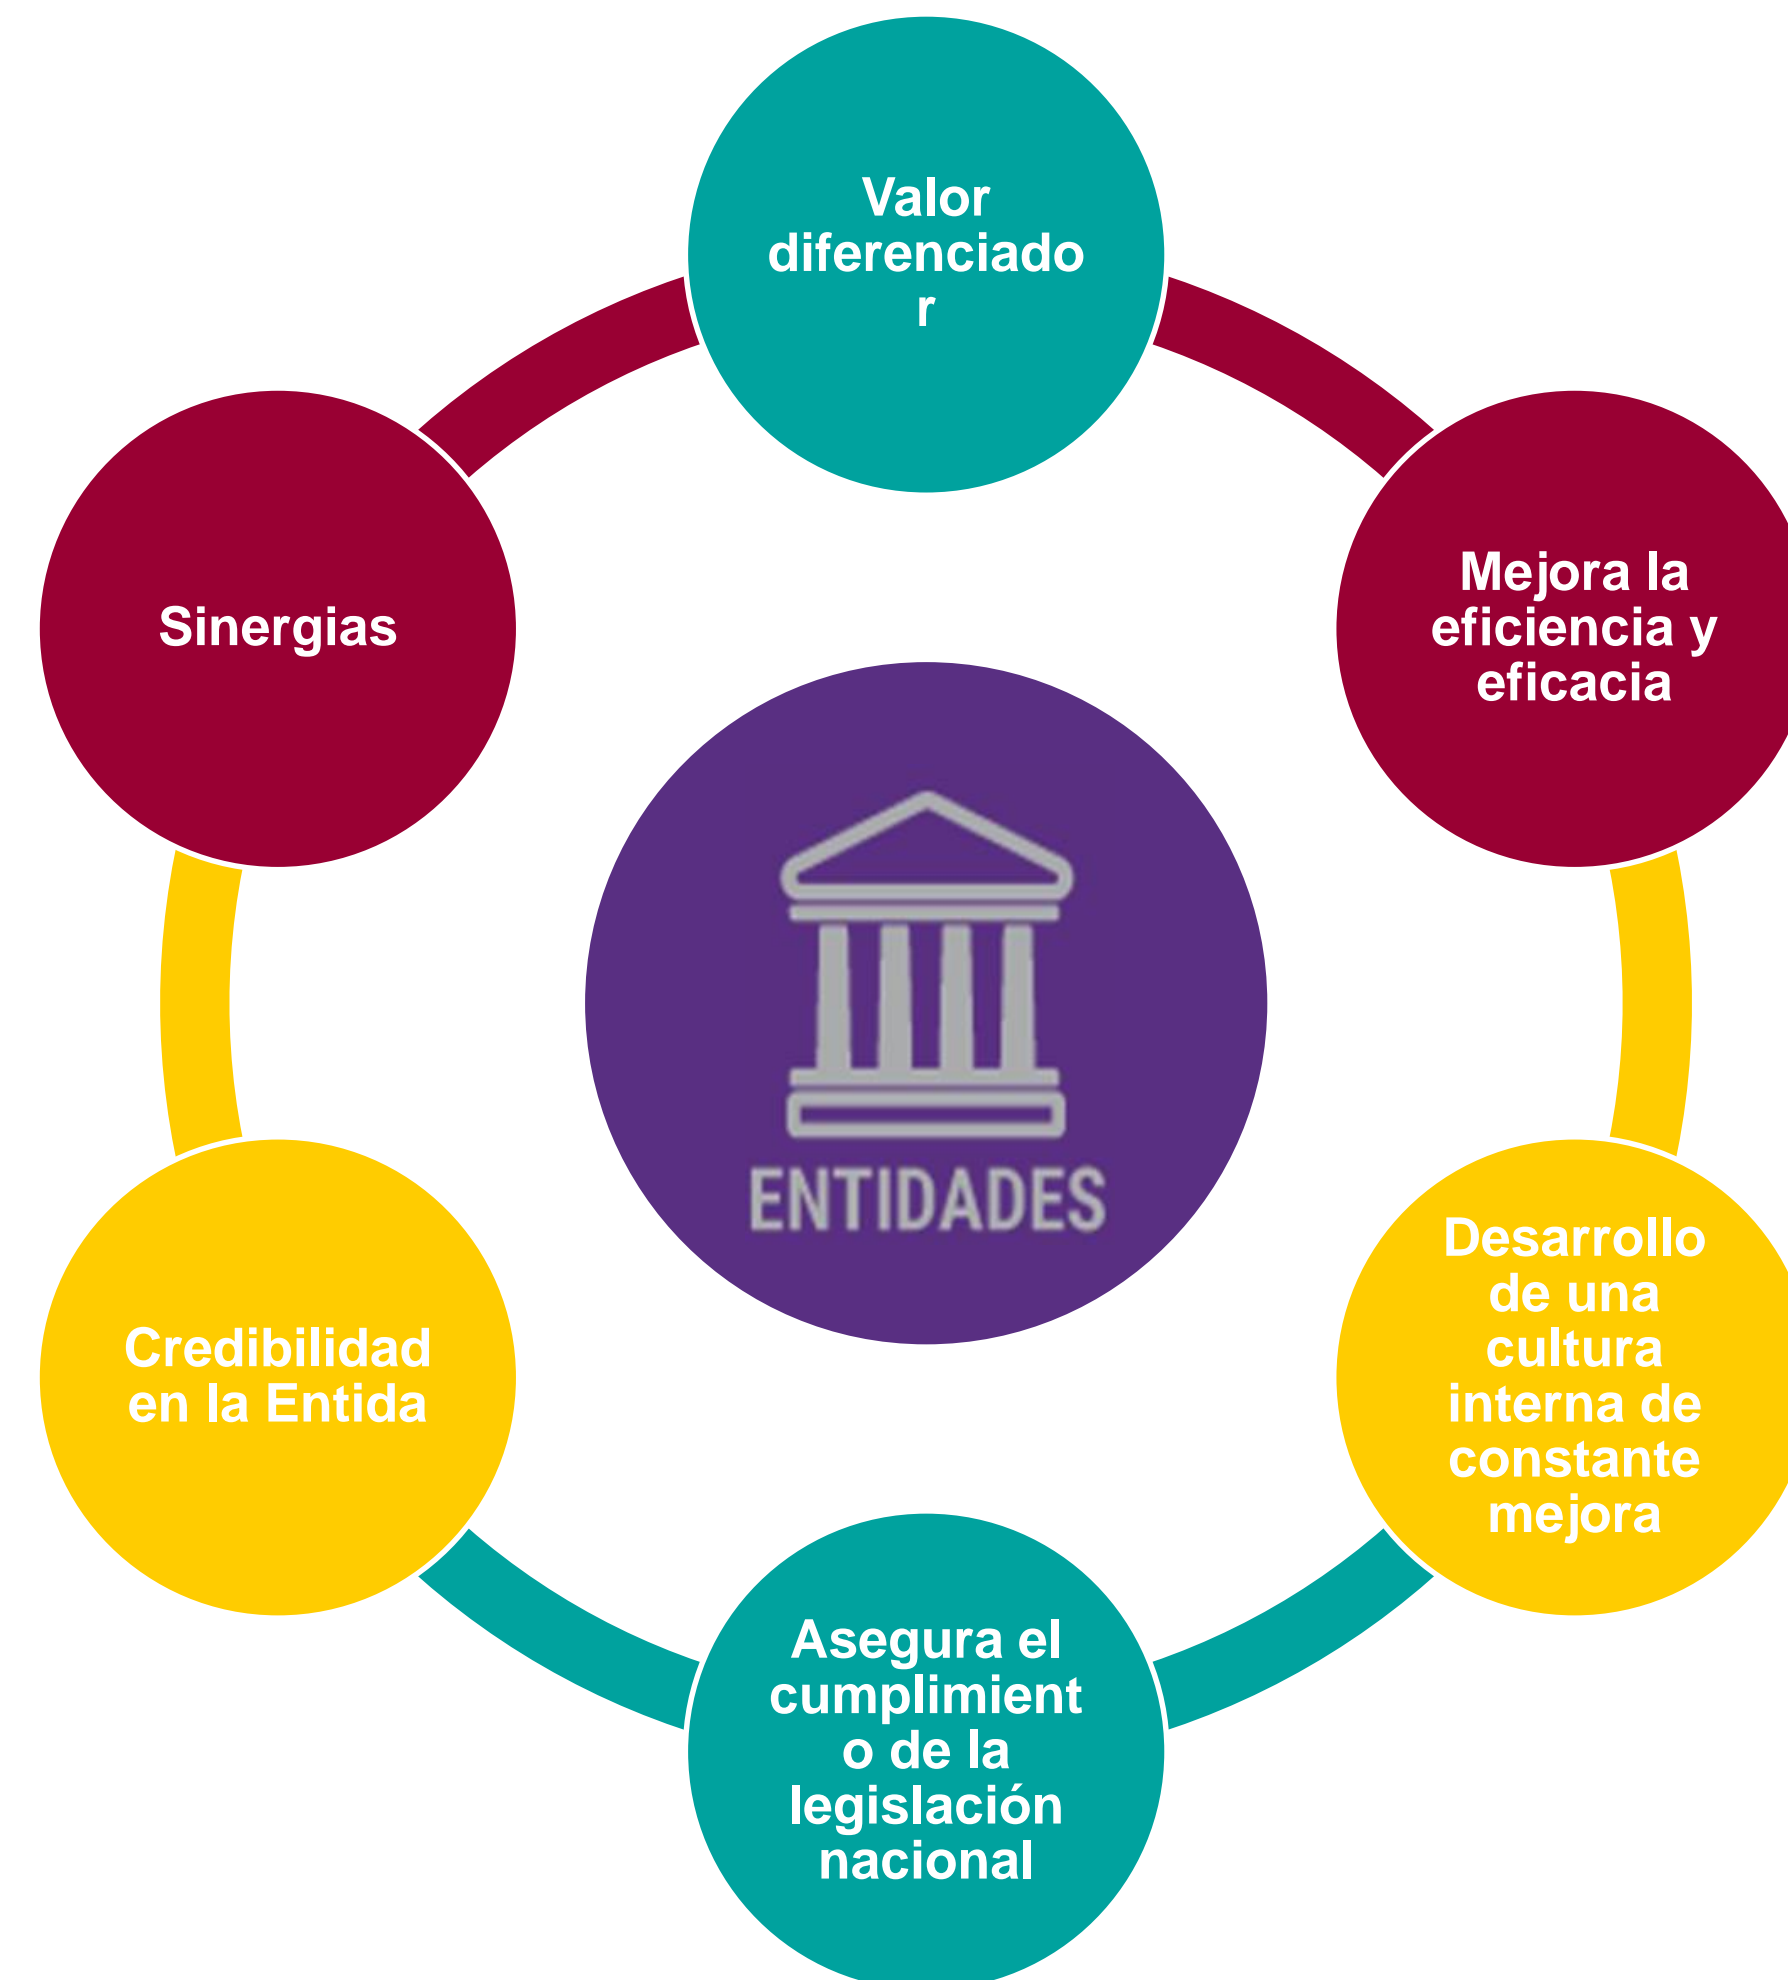 Valor
diferenciado
r
Mejora la
eficiencia y
eficacia
Desarrollo
de una
cultura
interna de
constante
mejora
Asegura el
cumplimient
o de la
legislación
nacional
Credibilidad
en la Entida
Sinergias
ENTIDADES